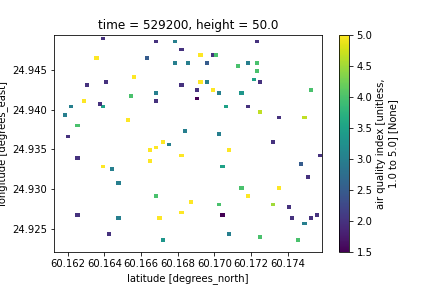 time = 529200, height = 50.0
24.945
24.940
24.935
24.930
24.925
longitude [degrees_east]
60.162 60.164 60.166 60.168 60.170 60.172 60.174
latitude [degrees_north]
5.0
4.5
4.0
3.5
3.0
2.5
2.0
1.5
air quality index [unitless,
1.0 to 5.0] [None]